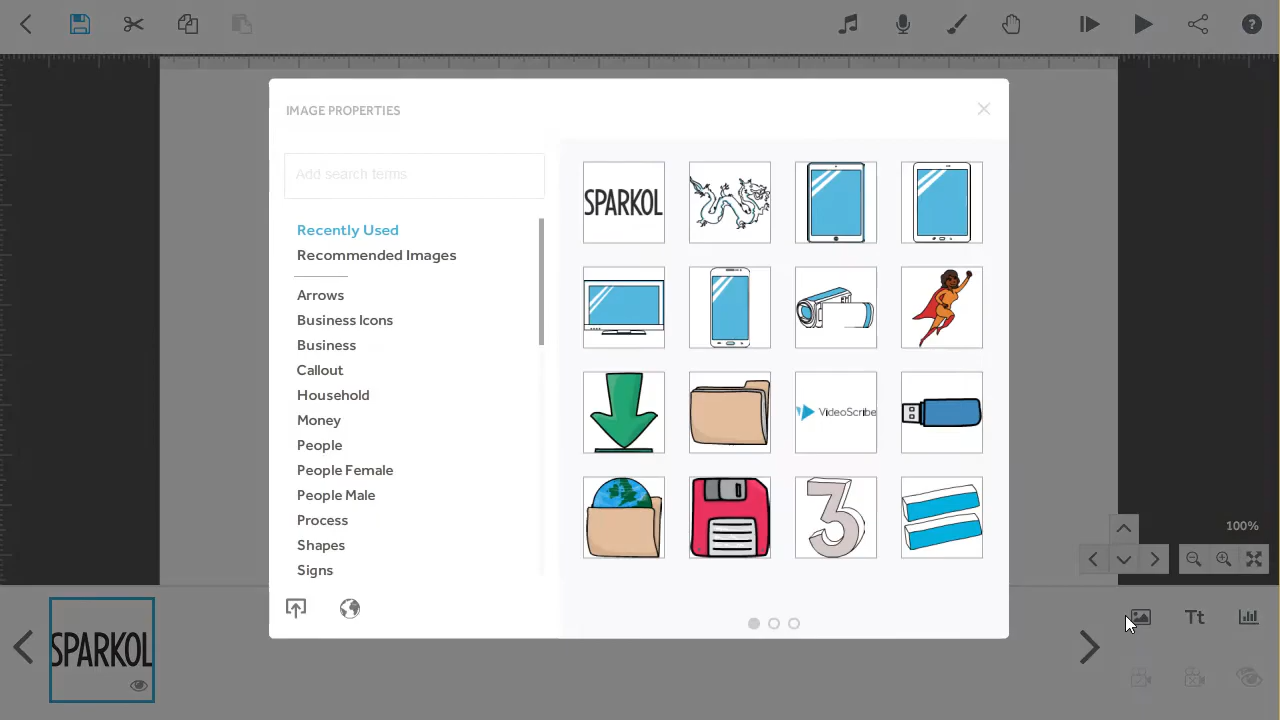 IMAGE PROPERTIES
Add search terms
Recently Used
Recommended Images
Arrows
Business Icons
Business
Callout
Household
Money
People
People Female
People Male
Process
Shapes
Signs
SPARKOL
VideoScribe
3
100%
SPARKOL
Tt